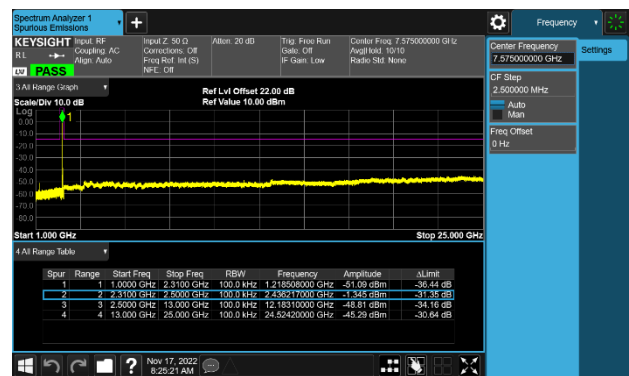 Spectrum Analyzer 1
Spurious Emissions
Frequency
KEYSIGHT Input: RF
RL
Coupling: AC
Align: Auto
Input Z: 50 Ω
Corrections: Off
Freq Ref: Int (S)
NFE: Off
Atten: 20 dB
Trig: Free Run
Gate: Off
IF Gain: Low
Center Freq: 7.575000000 GHz
Avg|Hold: 10/10
Radio Std: None
LW PASS
Center Frequency
7.575000000 GHz
Settings
CF Step
2.500000 MHz
Auto
Man
Freq Offset
0 Hz
3 All Range Graph
Scale/Div 10.0 dB
Ref Lvl Offset 22.00 dB
Ref Value 10.00 dBm
Log
1
0.00
-10.0
-20.0
-30.0
-40.0
-50.0
-60.0
-70.0
-80.0
Start 1.000 GHz
Stop 25.000 GHz
4 All Range Table
Spur Range Start Freq Stop Freq RBW Frequency Amplitude ΔLimit
1 1 1.0000 GHz 2.3100 GHz 100.0 kHz 1.218508000 GHz -51.09 dBm -36.44 dB
2 2 2.3100 GHz 2.5000 GHz 100.0 kHz 2.436217000 GHz -1.345 dBm -31.35 dB
3 3 2.5000 GHz 13.000 GHz 100.0 kHz 12.18310000 GHz -48.81 dBm -34.16 dB
4 4 13.000 GHz 25.000 GHz 100.0 kHz 24.52420000 GHz -45.29 dBm -30.64 dB
Nov 17, 2022
8:25:21 AM